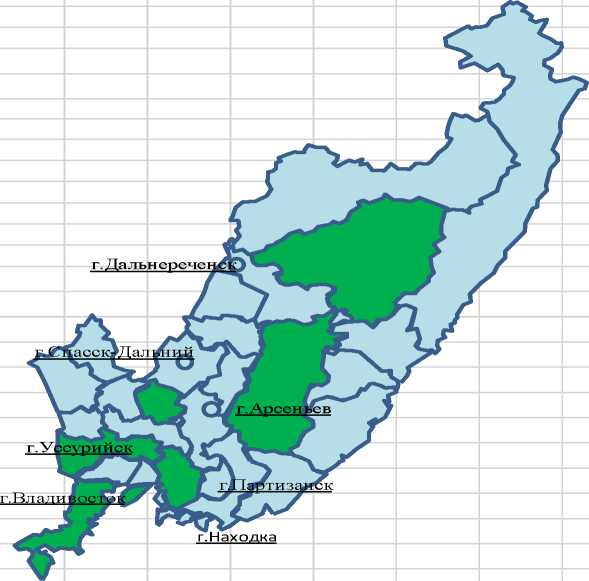 г.Дальнереченск
г.Спасск-Дальний
г.Арсеньев
г.Уссурийск
г.Партизанск
г.Владивосток
г.Находка